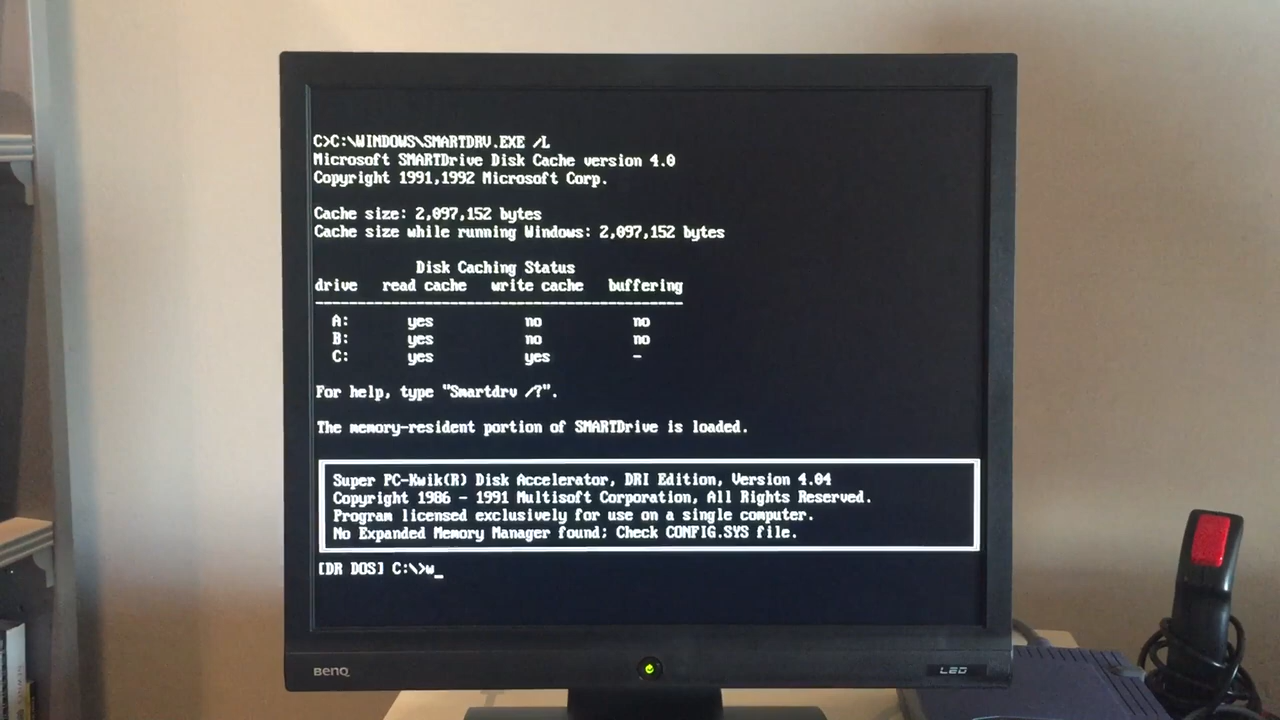 C>C:\WINDOWS\SMARTDRV.EXE /L
Microsoft SMARTDrive Disk Cache version 4.0
Copyright 1991,1992 Microsoft Corp.
Cache size: 2,097,152 bytes
Cache size while running Windows: 2,097,152 bytes
Disk Caching Status
drive read cache write cache buffering
A: yes no no
B: yes no no
C: yes yes -
For help, type "Smartdrv /?".
The memory-resident portion of SMARTDrive is loaded.
Super PC-Kwik(R) Disk Accelerator, DRI Edition, Version 4.04
Copyright 1986 - 1991 Multisoft Corporation, All Rights Reserved.
Program licensed exclusively for use on a single computer.
No Expanded Memory Manager found; Check CONFIG.SYS file.
[DR DOS] C:\>w_
BenQ
LED